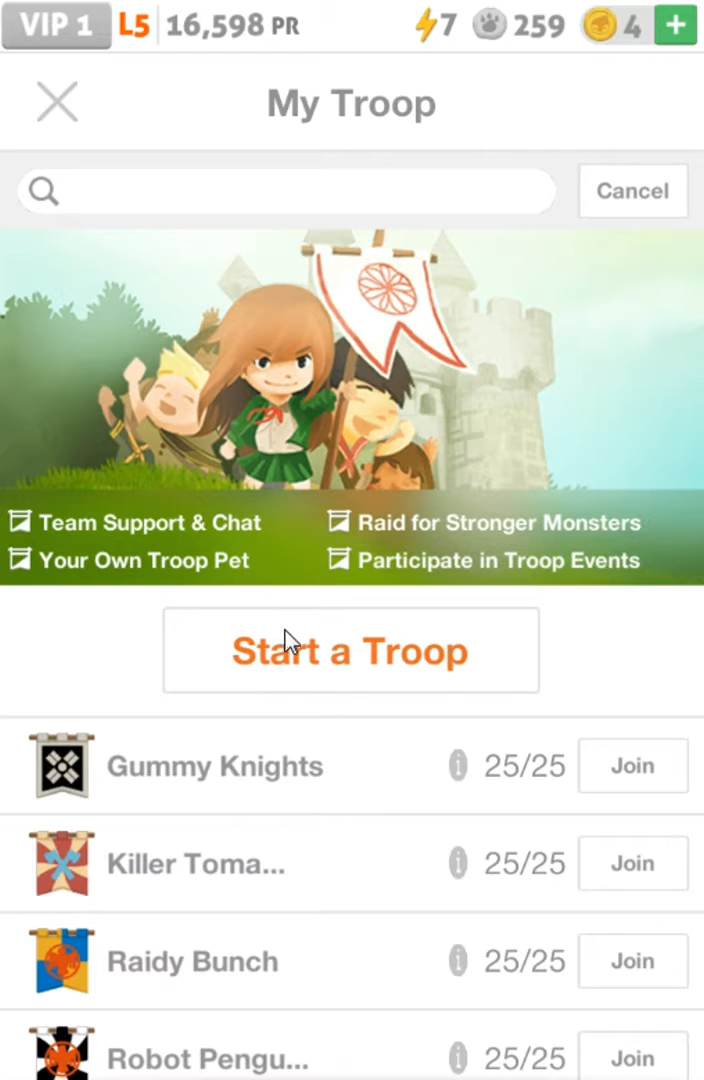 VIP 1 L5 16,598 PR 7 259 4 +
My Troop
Cancel
Team Support & Chat Raid for Stronger Monsters
Your Own Troop Pet Participate in Troop Events
Start a Troop
Gummy Knights i 25/25 Join
Killer Toma... i 25/25 Join
Raidy Bunch i 25/25 Join
Robot Pengu... i 25/25 Join